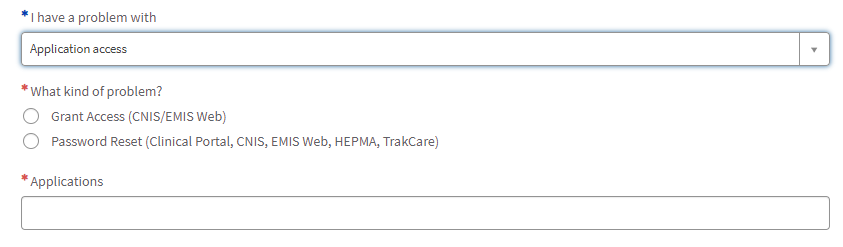 * I have a problem with
Application access
* What kind of problem?
Grant Access (CNIS/EMIS Web)
Password Reset (Clinical Portal, CNIS, EMIS Web, HEPMA, TrakCare)
* Applications